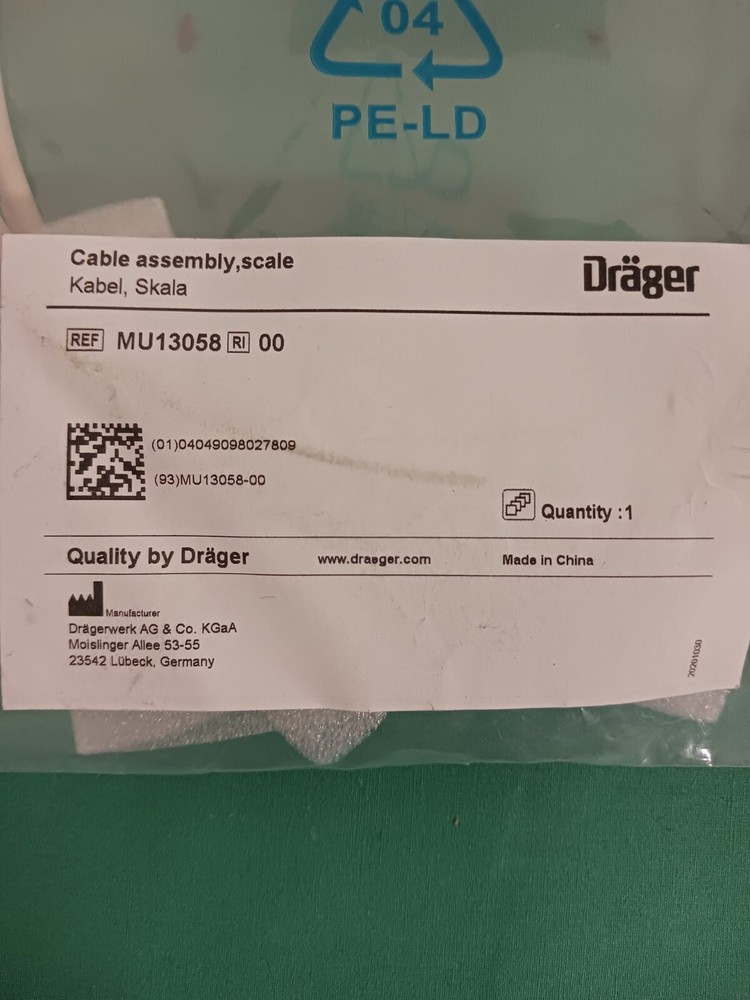 04
PE-LD
Cable assembly,scale
Kabel, Skala
Dräger
REF MU13058 RI 00
(01)04049098027809
(93)MU13058-00
Quantity :1
Quality by Dräger
www.draeger.com
Made in China
Manufacturer
Drägerwerk AG & Co. KGaA
Moislinger Allee 53-55
23542 Lübeck, Germany
20201030